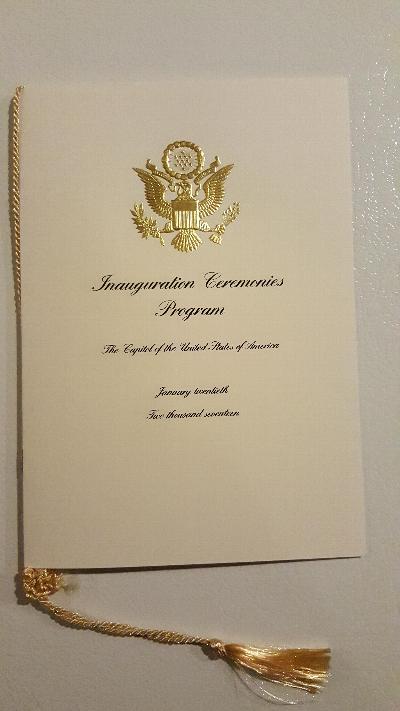 Inauguration Ceremonies
Program
The Capitol of the United States of America
January twentieth
Two thousand seventeen